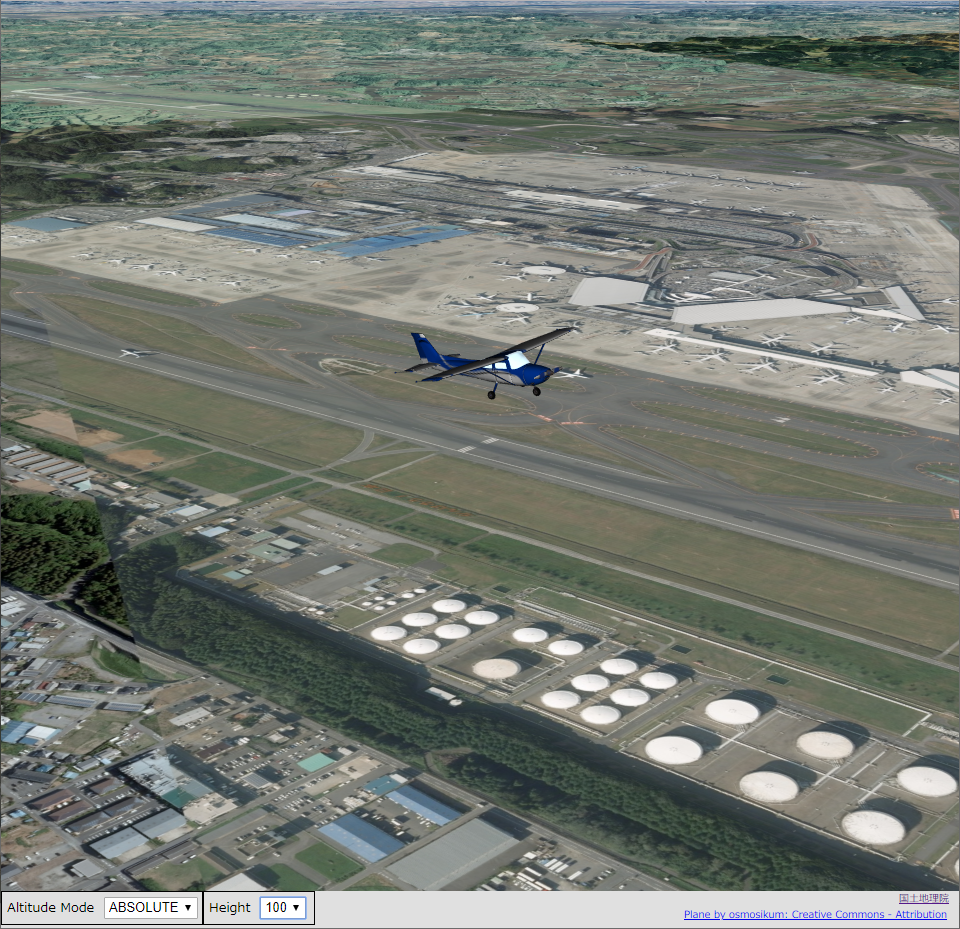 Altitude Mode ABSOLUTE ▼ Height 100 ▼
国土地理院
Plane by osmosikum: Creative Commons - Attribution